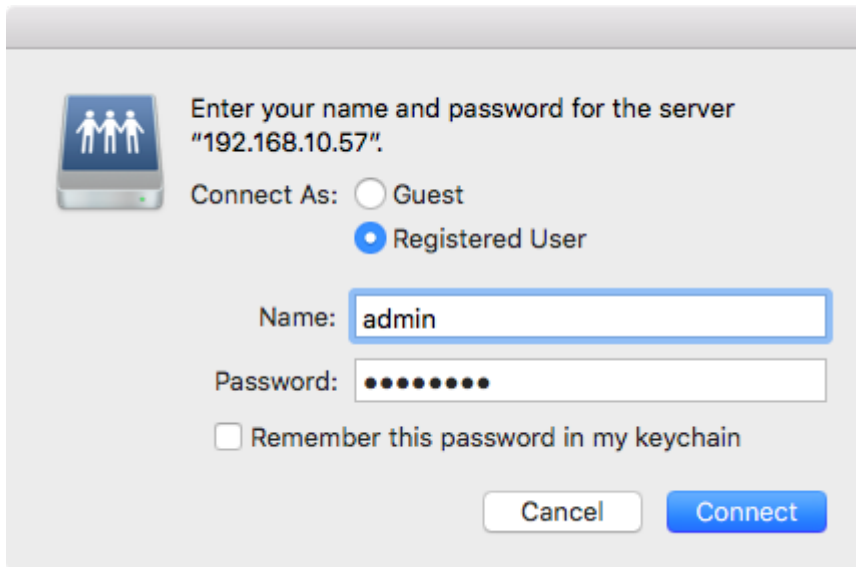 Enter your name and password for the server
“192.168.10.57”.
Connect As: Guest
Registered User
Name: admin
Password: ••••••••
Remember this password in my keychain
Cancel Connect